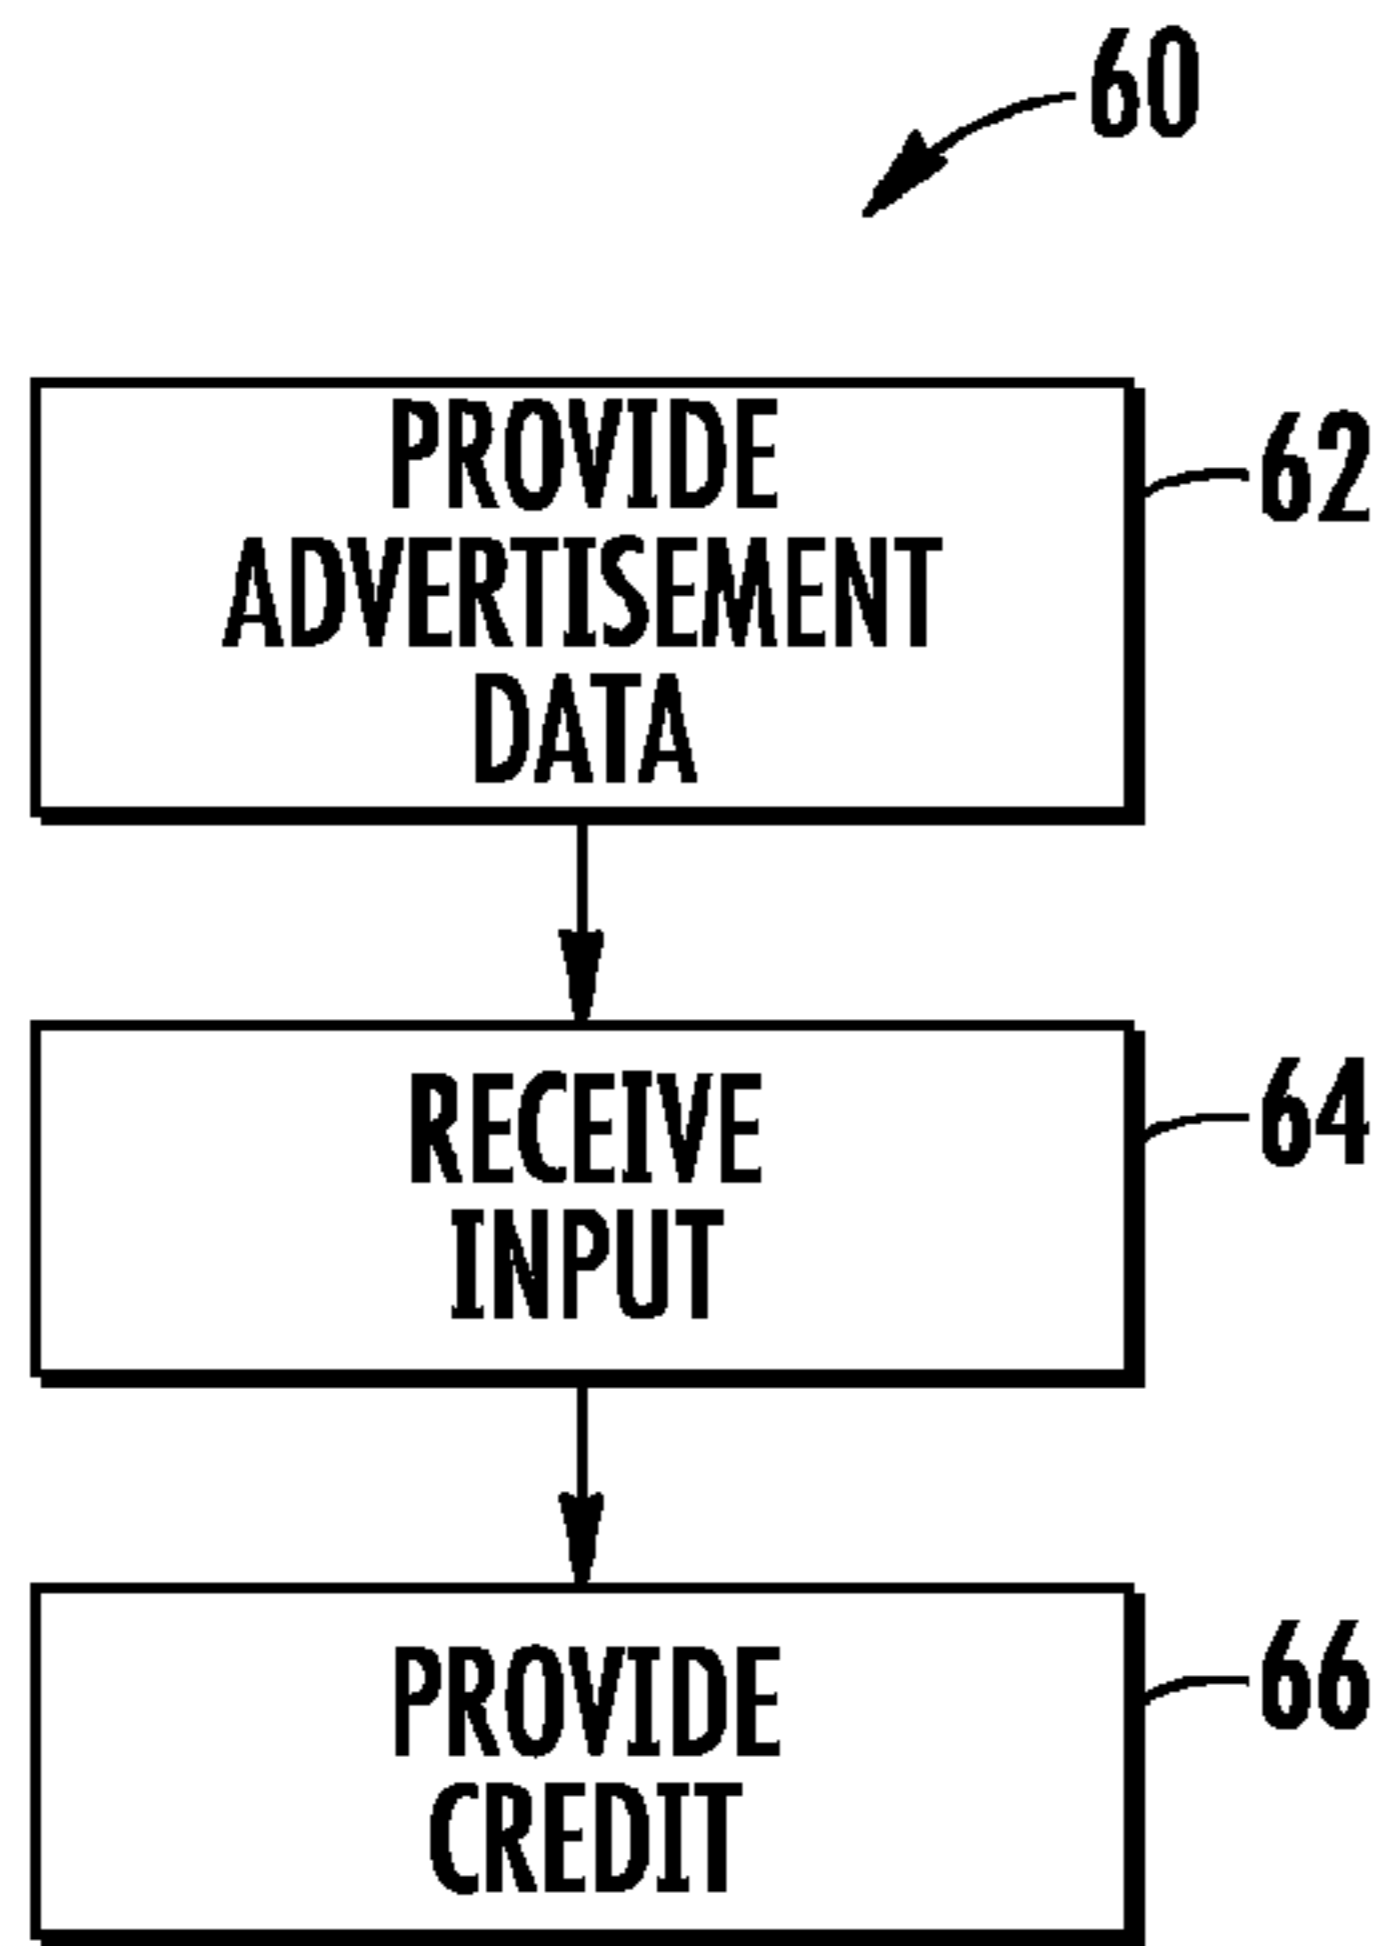 60
PROVIDE
ADVERTISEMENT
DATA
62
RECEIVE
INPUT
64
PROVIDE
CREDIT
66